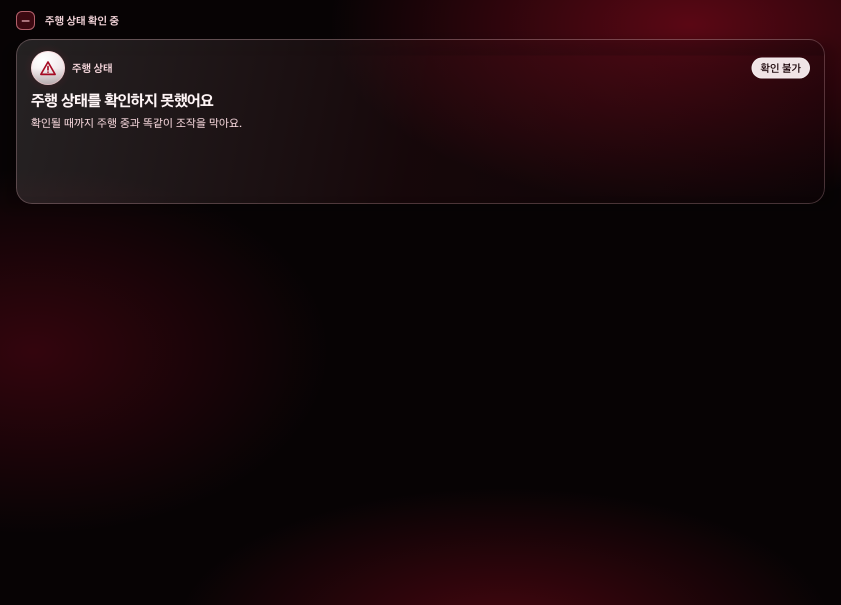 주행 상태 확인 중
주행 상태
확인 불가
주행 상태를 확인하지 못했어요
확인될 때까지 주행 중과 똑같이 조작을 막아요.